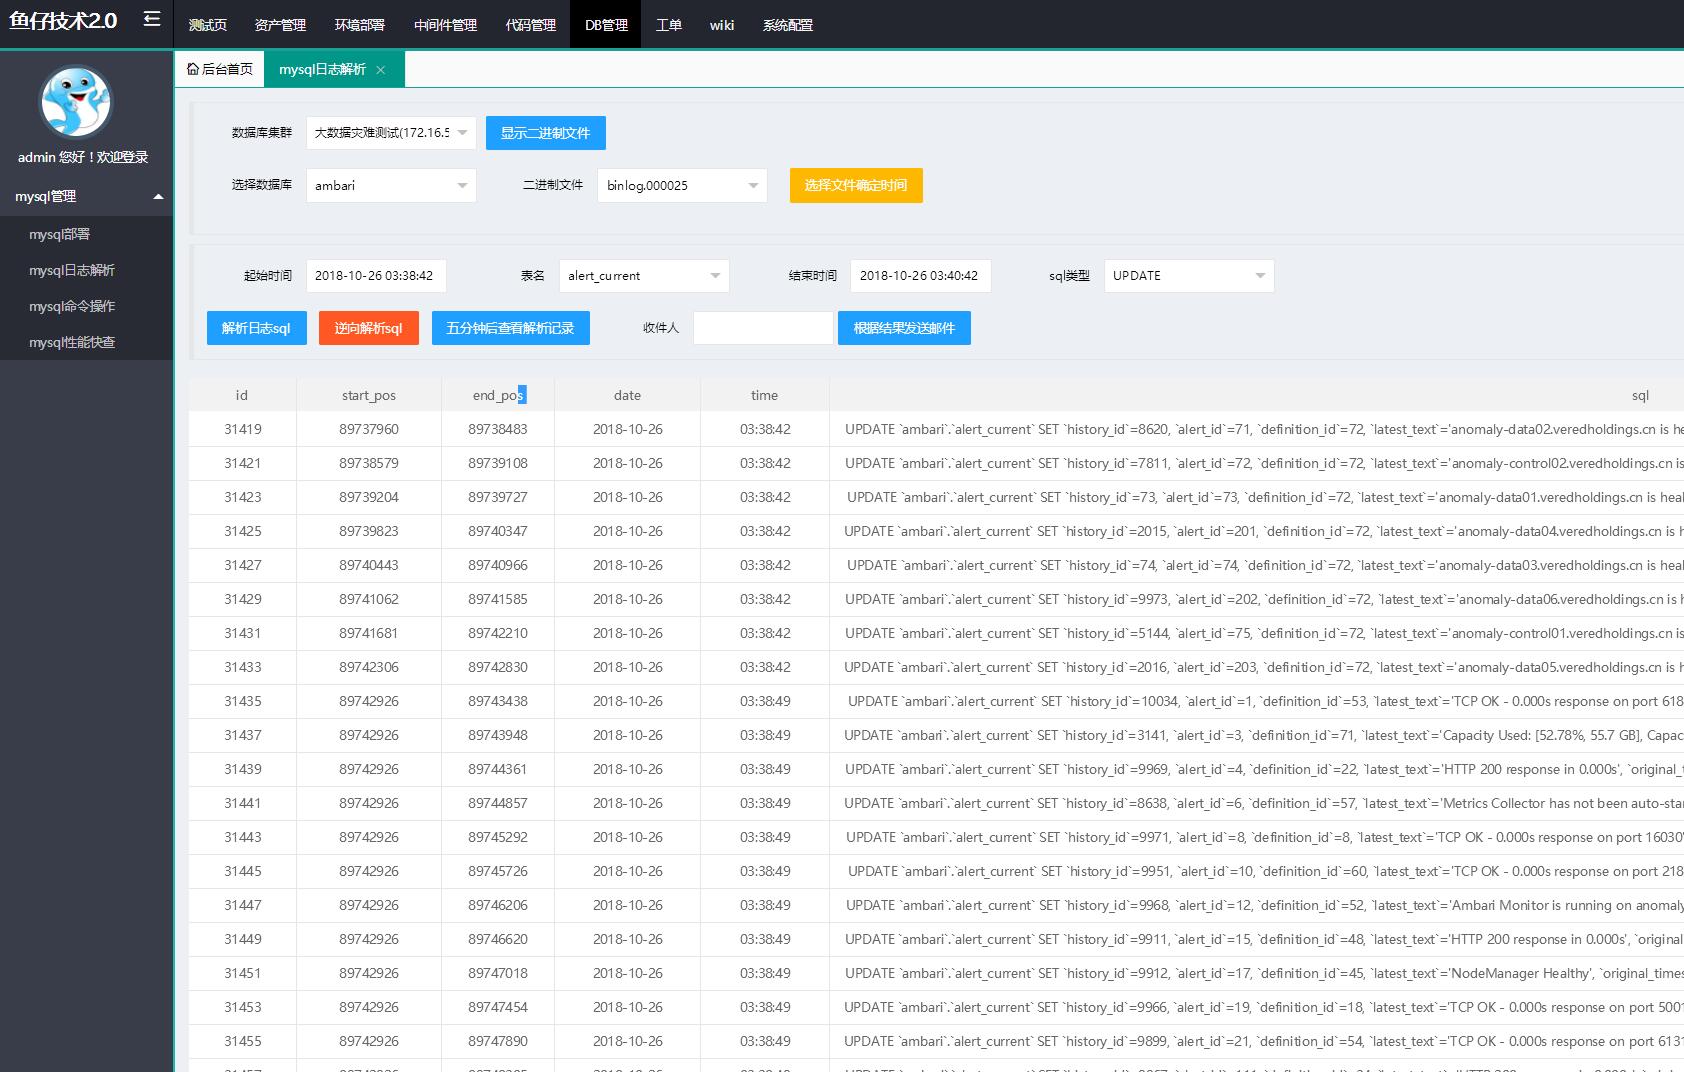 鱼仔技术2.0
测试页 资产管理 环境部署 中间件管理 代码管理 DB管理 工单 wiki 系统配置
后台首页 mysql日志解析
admin 您好！欢迎登录
mysql管理
mysql部署
mysql日志解析
mysql命令操作
mysql性能快查
数据库集群 大数据灾难测试(172.16.5 显示二进制文件
选择数据库 ambari 二进制文件 binlog.000025 选择文件确定时间
起始时间 2018-10-26 03:38:42 表名 alert_current 结束时间 2018-10-26 03:40:42 sql类型 UPDATE
解析日志sql 逆向解析sql 五分钟后查看解析记录 收件人 根据结果发送邮件
id start_pos end_pos date time sql
31419 89737960 89738483 2018-10-26 03:38:42 UPDATE `ambari`.`alert_current` SET `history_id`=8620, `alert_id`=71, `definition_id`=72, `latest_text`='anomaly-data02.veredholdings.cn is he
31421 89738579 89739108 2018-10-26 03:38:42 UPDATE `ambari`.`alert_current` SET `history_id`=7811, `alert_id`=72, `definition_id`=72, `latest_text`='anomaly-control02.veredholdings.cn is
31423 89739204 89739727 2018-10-26 03:38:42 UPDATE `ambari`.`alert_current` SET `history_id`=73, `alert_id`=73, `definition_id`=72, `latest_text`='anomaly-data01.veredholdings.cn is heal
31425 89739823 89740347 2018-10-26 03:38:42 UPDATE `ambari`.`alert_current` SET `history_id`=2015, `alert_id`=201, `definition_id`=72, `latest_text`='anomaly-data04.veredholdings.cn is h
31427 89740443 89740966 2018-10-26 03:38:42 UPDATE `ambari`.`alert_current` SET `history_id`=74, `alert_id`=74, `definition_id`=72, `latest_text`='anomaly-data03.veredholdings.cn is heal
31429 89741062 89741585 2018-10-26 03:38:42 UPDATE `ambari`.`alert_current` SET `history_id`=9973, `alert_id`=202, `definition_id`=72, `latest_text`='anomaly-data06.veredholdings.cn is h
31431 89741681 89742210 2018-10-26 03:38:42 UPDATE `ambari`.`alert_current` SET `history_id`=5144, `alert_id`=75, `definition_id`=72, `latest_text`='anomaly-control01.veredholdings.cn is
31433 89742306 89742830 2018-10-26 03:38:42 UPDATE `ambari`.`alert_current` SET `history_id`=2016, `alert_id`=203, `definition_id`=72, `latest_text`='anomaly-data05.veredholdings.cn is h
31435 89742926 89743438 2018-10-26 03:38:49 UPDATE `ambari`.`alert_current` SET `history_id`=10034, `alert_id`=1, `definition_id`=53, `latest_text`='TCP OK - 0.000s response on port 618
31437 89742926 89743948 2018-10-26 03:38:49 UPDATE `ambari`.`alert_current` SET `history_id`=3141, `alert_id`=3, `definition_id`=71, `latest_text`='Capacity Used: [52.78%, 55.7 GB], Capac
31439 89742926 89744361 2018-10-26 03:38:49 UPDATE `ambari`.`alert_current` SET `history_id`=9969, `alert_id`=4, `definition_id`=22, `latest_text`='HTTP 200 response in 0.000s', `original_t
31441 89742926 89744857 2018-10-26 03:38:49 UPDATE `ambari`.`alert_current` SET `history_id`=8638, `alert_id`=6, `definition_id`=57, `latest_text`='Metrics Collector has not been auto-star
31443 89742926 89745292 2018-10-26 03:38:49 UPDATE `ambari`.`alert_current` SET `history_id`=9971, `alert_id`=8, `definition_id`=8, `latest_text`='TCP OK - 0.000s response on port 16030'
31445 89742926 89745726 2018-10-26 03:38:49 UPDATE `ambari`.`alert_current` SET `history_id`=9951, `alert_id`=10, `definition_id`=60, `latest_text`='TCP OK - 0.000s response on port 218
31447 89742926 89746206 2018-10-26 03:38:49 UPDATE `ambari`.`alert_current` SET `history_id`=9968, `alert_id`=12, `definition_id`=52, `latest_text`='Ambari Monitor is running on anomaly
31449 89742926 89746620 2018-10-26 03:38:49 UPDATE `ambari`.`alert_current` SET `history_id`=9911, `alert_id`=15, `definition_id`=48, `latest_text`='HTTP 200 response in 0.000s', `original
31451 89742926 89747018 2018-10-26 03:38:49 UPDATE `ambari`.`alert_current` SET `history_id`=9912, `alert_id`=17, `definition_id`=45, `latest_text`='NodeManager Healthy', `original_times
31453 89742926 89747454 2018-10-26 03:38:49 UPDATE `ambari`.`alert_current` SET `history_id`=9966, `alert_id`=19, `definition_id`=18, `latest_text`='TCP OK - 0.000s response on port 5001
31455 89742926 89747890 2018-10-26 03:38:49 UPDATE `ambari`.`alert_current` SET `history_id`=9899, `alert_id`=21, `definition_id`=54, `latest_text`='TCP OK - 0.000s response on port 6131